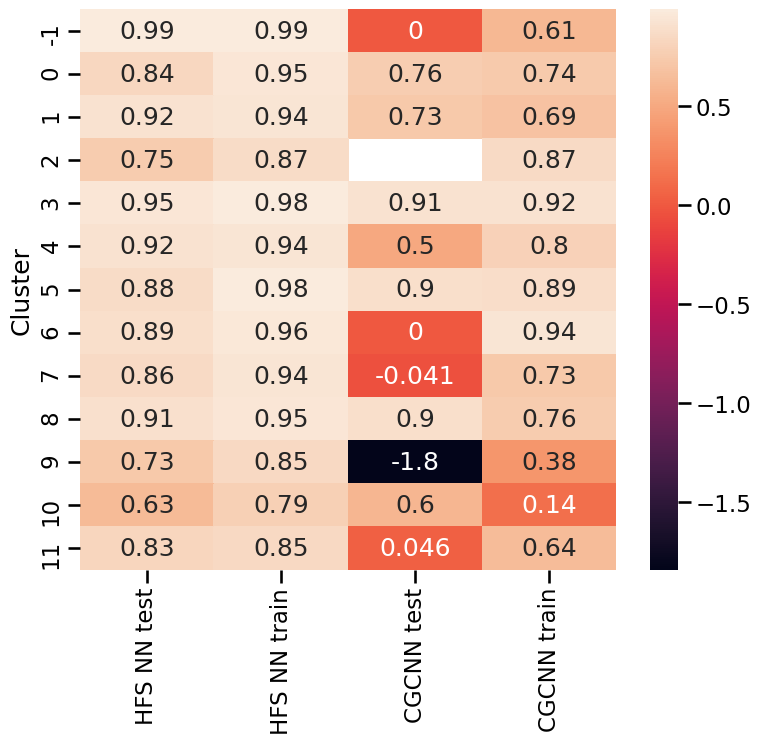 -1 0.99 0.99 0 0.61
0 0.84 0.95 0.76 0.74
1 0.92 0.94 0.73 0.69
2 0.75 0.87 0.87
3 0.95 0.98 0.91 0.92
4 0.92 0.94 0.5 0.8
5 0.88 0.98 0.9 0.89
6 0.89 0.96 0 0.94
7 0.86 0.94 -0.041 0.73
8 0.91 0.95 0.9 0.76
9 0.73 0.85 -1.8 0.38
10 0.63 0.79 0.6 0.14
11 0.83 0.85 0.046 0.64
Cluster
HFS NN test
HFS NN train
CGCNN test
CGCNN train
0.5
0.0
−0.5
−1.0
−1.5